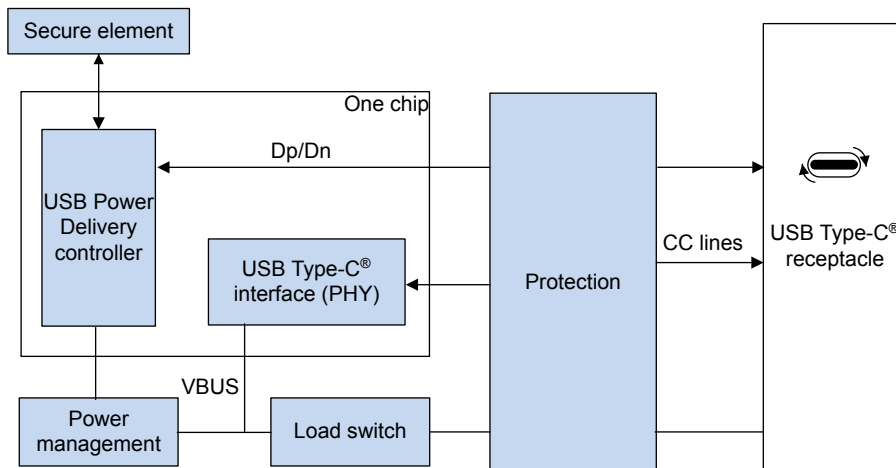 Secure element
One chip
Dp/Dn
USB Power
Delivery
controller
USB Type-C®
interface (PHY)
Protection
CC lines
USB Type-C®
receptacle
VBUS
Power
management
Load switch